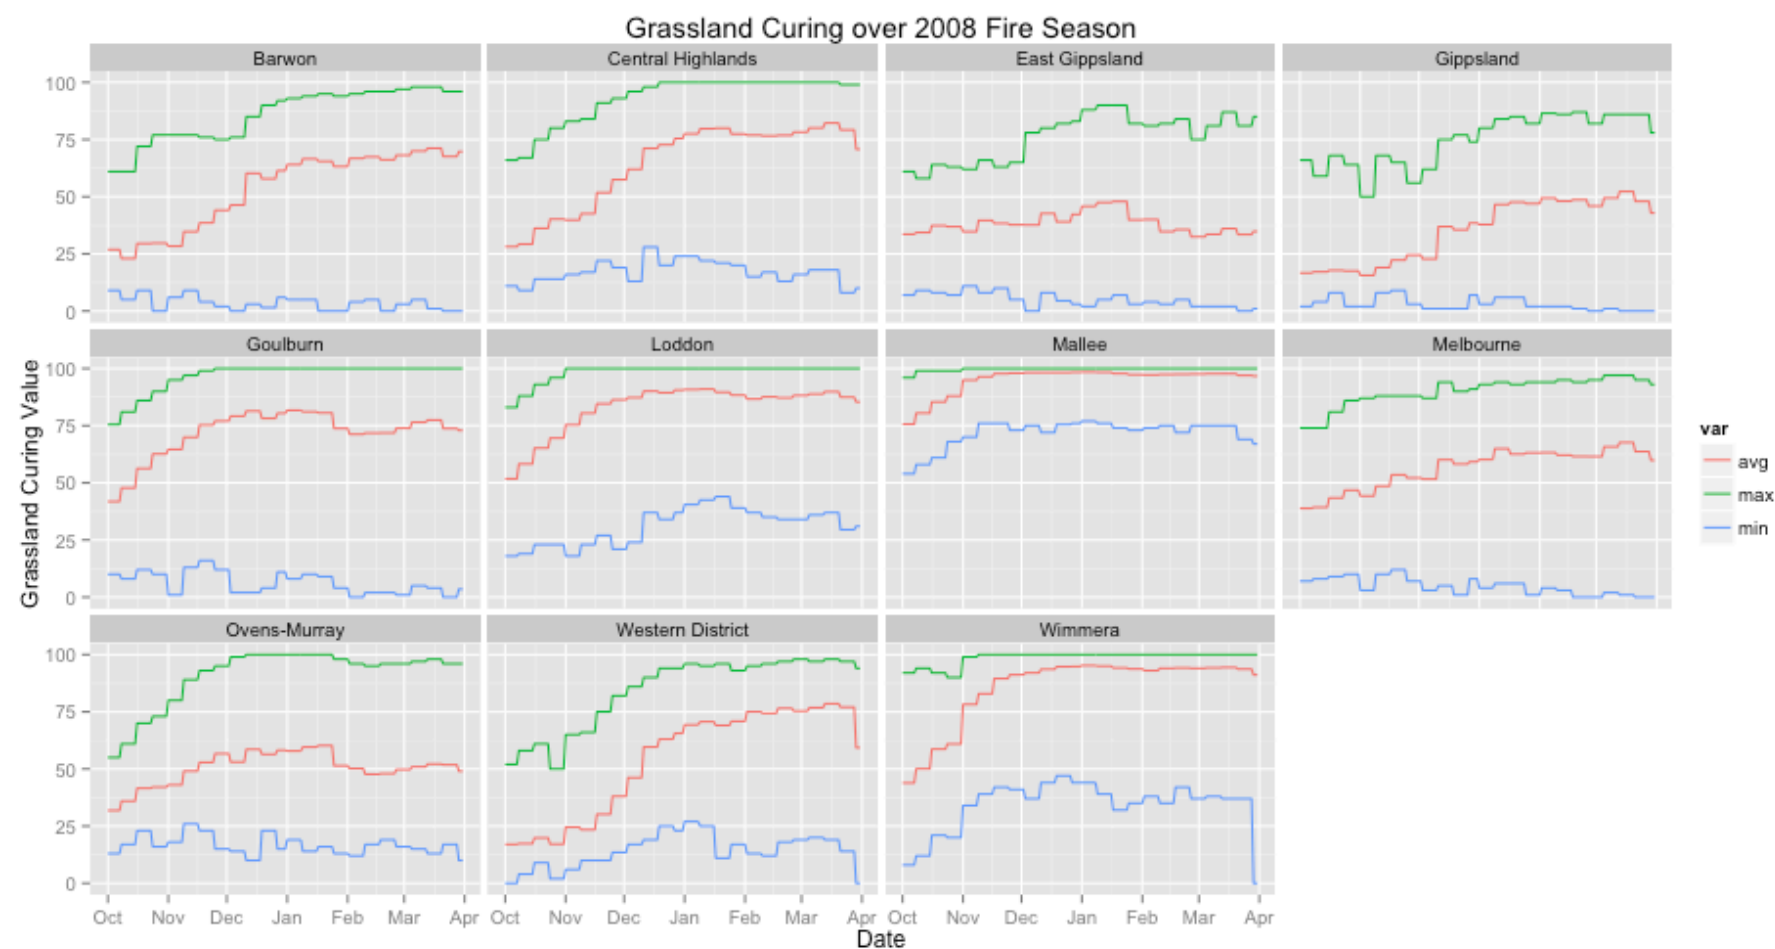 Grassland Curing over 2008 Fire Season
Barwon Central Highlands East Gippsland Gippsland
100
75
50
25
0
Goulburn Loddon Mallee Melbourne
100
75
50
25
0
Ovens-Murray Western District Wimmera
100
75
50
25
0
Oct Nov Dec Jan Feb Mar Apr Oct Nov Dec Jan Feb Mar Apr Oct Nov Dec Jan Feb Mar Apr
Date
Grassland Curing Value
var
avg
max
min